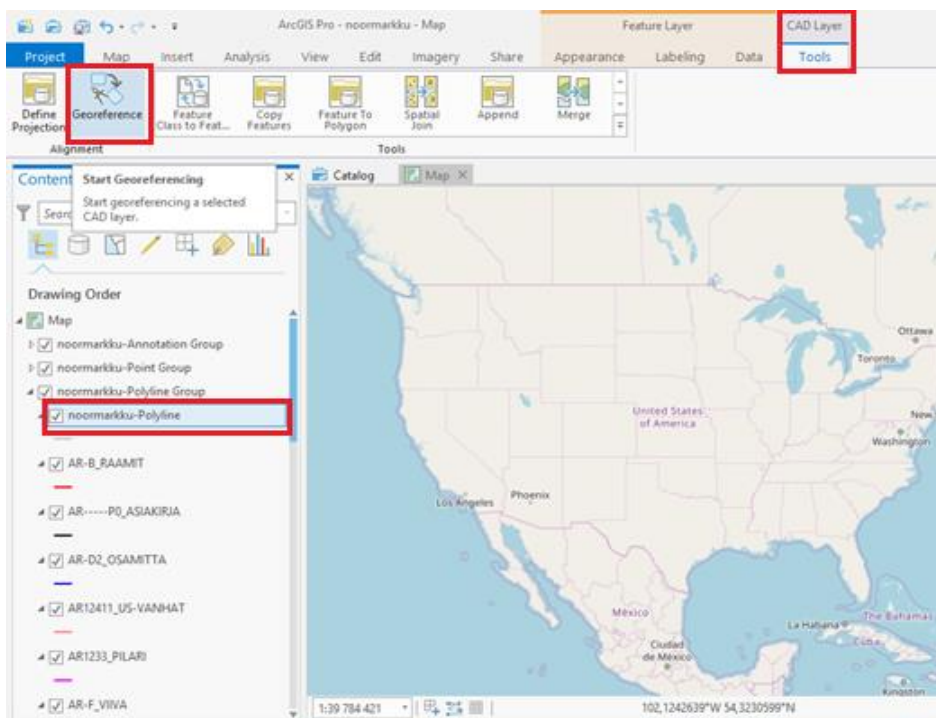 ArcGIS Pro - noormarkku - Map
Feature Layer
CAD Layer
Project Map Insert Analysis View Edit Imagery Share Appearance Labeling Data Tools
Define Projection
Georeference
Feature Class to Feat...
Copy Features
Feature To Polygon
Spatial Join
Append
Merge
Alignment
Tools
Content
Start Georeferencing
Start georeferencing a selected
CAD layer.
Sear
Catalog
Map
Drawing Order
Map
noormarkku-Annotation Group
noormarkku-Point Group
noormarkku-Polyline Group
noormarkku-Polyline
AR-B_RAAMIT
AR-----P0_ASIAKIRJA
AR-D2_OSAMITTA
AR12411_US-VANHAT
AR1233_PILARI
AR-F_VIIVA
Ottawa
Toronto
United States
of America
New
Washington
Los Angeles
Phoenix
México
Ciudad
de México
La Habana
The Bahamas
Cuba
Kingston
1:39 784 421
102,1242639°W 54,3230599°N